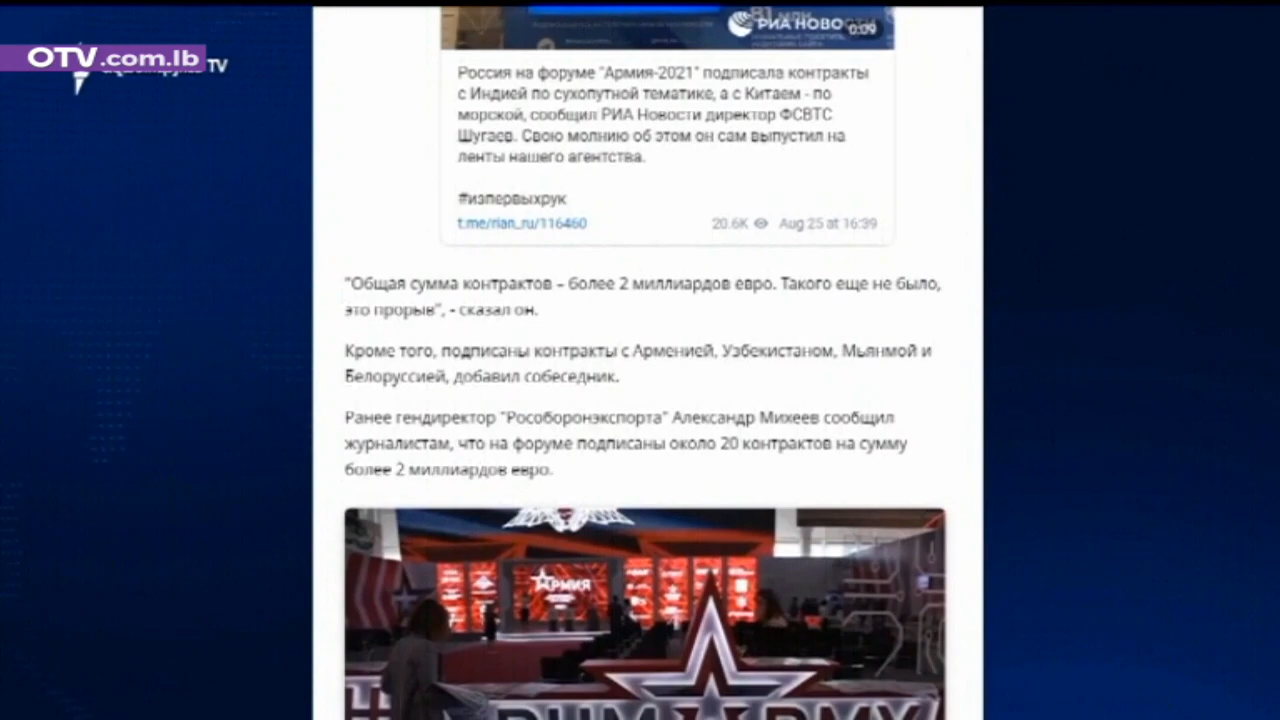 РИА НОВОСТИ
0:09
OTV.com.lb
TV
Россия на форуме "Армия-2021" подписала контракты
с Индией по сухопутной тематике, а с Китаем - по
морской, сообщил РИА Новости директор ФСВТС
Шугаев. Свою молнию об этом он сам выпустил на
ленты нашего агентства.
#изпервыхрук
t.me/rian_ru/116460 20.6K Aug 25 at 16:39
"Общая сумма контрактов – более 2 миллиардов евро. Такого еще не было,
это прорыв", - сказал он.
Кроме того, подписаны контракты с Арменией, Узбекистаном, Мьянмой и
Белоруссией, добавил собеседник.
Ранее гендиректор "Рособоронэкспорта" Александр Михеев сообщил
журналистам, что на форуме подписаны около 20 контрактов на сумму
более 2 миллиардов евро.
АРМИЯ